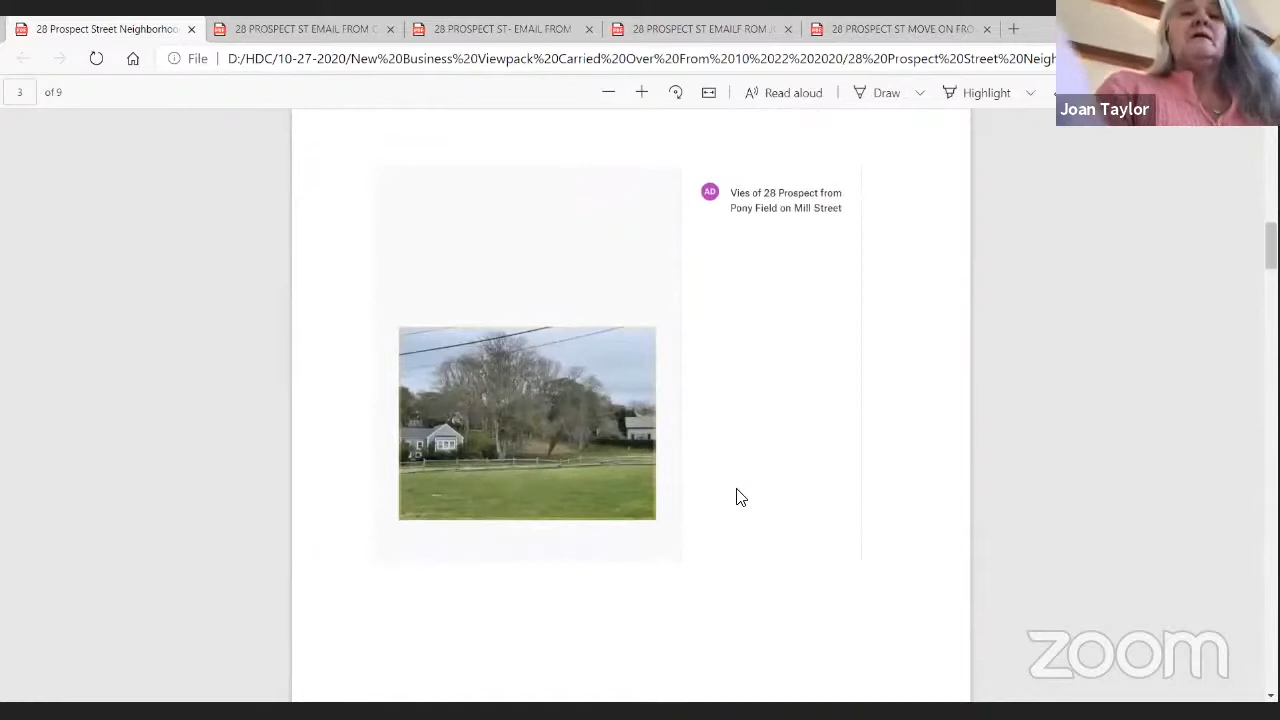 28 Prospect Street Neighborhoo
28 PROSPECT ST EMAIL FROM C
28 PROSPECT ST- EMAIL FROM
28 PROSPECT ST EMAILF ROM JO
28 PROSPECT ST MOVE ON FRO
File
D:/HDC/10-27-2020/New%20Business%20Viewpack%20Carried%20Over%20From%2010%2022%202020/28%20Prospect%20Street%20Neigh
3 of 9
Read aloud
Draw
Highlight
Joan Taylor
AD
Vies of 28 Prospect from
Pony Field on Mill Street
zoom